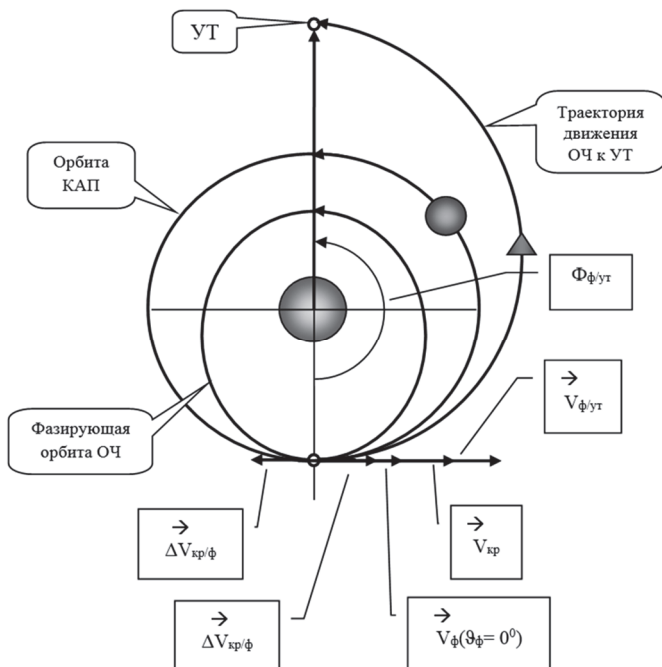 УТ
Траектория
движения
ОЧ к УТ
Орбита
КАП
Φф/ут
→
Vф/ут
Фазирующая
орбита ОЧ
→
ΔVкр/ф
→
Vкр
→
ΔVкр/ф
→
Vф(ϑф= 0⁰)